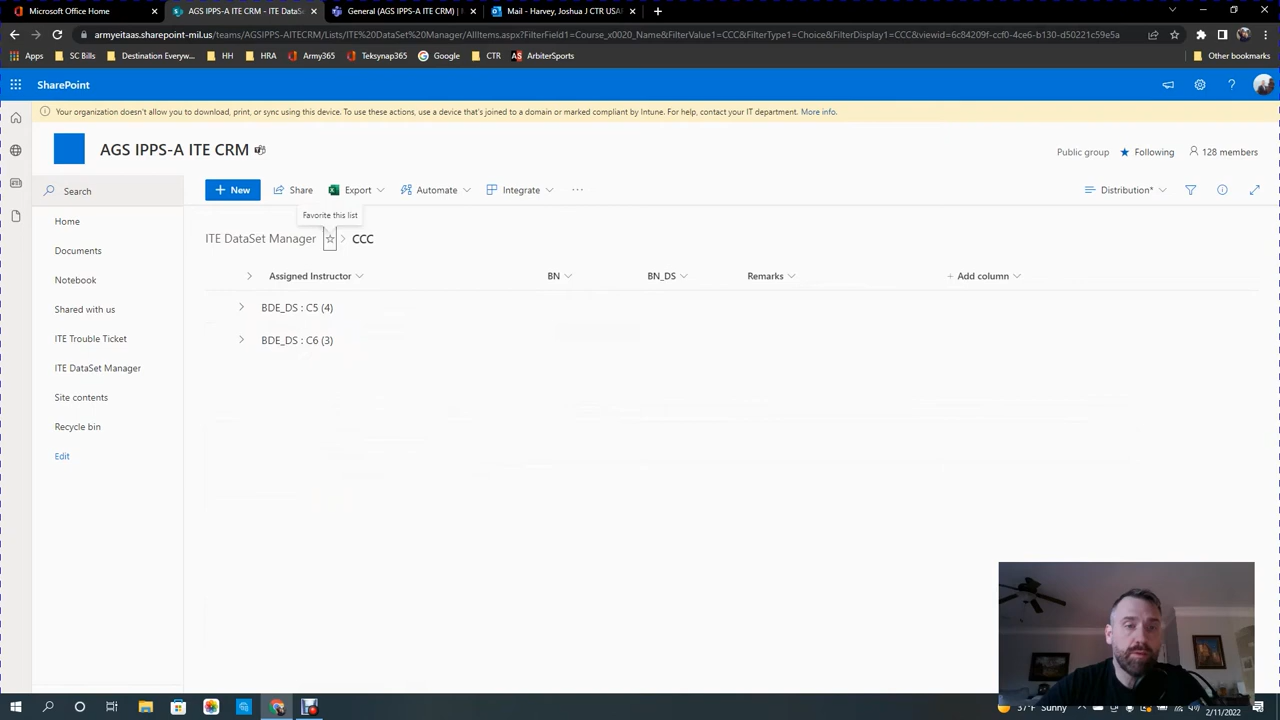 Microsoft Office Home
AGS IPPS-A ITE CRM - ITE DataSe
General (AGS IPPS-A ITE CRM) |
Mail - Harvey, Joshua J CTR USA
armyeitaas.sharepoint-mil.us/teams/AGSIPPS-AITECRM/Lists/ITE%20DataSet%20Manager/AllItems.aspx?FilterField1=Course_x0020_Name&FilterValue1=CCC&FilterType1=Choice&FilterDisplay1=CCC&viewid=6c84209f-ccf0-4ce6-b130-d50221c59e5a
Apps
SC Bills
Destination Everyw...
HH
HRA
Army365
Teksynap365
Google
CTR
ArbiterSports
Other bookmarks
SharePoint
Your organization doesn't allow you to download, print, or sync using this device. To use these actions, use a device that's joined to a domain or marked compliant by Intune. For help, contact your IT department. More info.
AGS IPPS-A ITE CRM
Public group
Following
128 members
Search
New
Share
Export
Automate
Integrate
Distribution*
Favorite this list
Home
Documents
Notebook
Shared with us
ITE Trouble Ticket
ITE DataSet Manager
Site contents
Recycle bin
Edit
ITE DataSet Manager
CCC
Assigned Instructor
BN
BN_DS
Remarks
+ Add column
BDE_DS : C5 (4)
BDE_DS : C6 (3)
37°F Sunny
2/11/2022